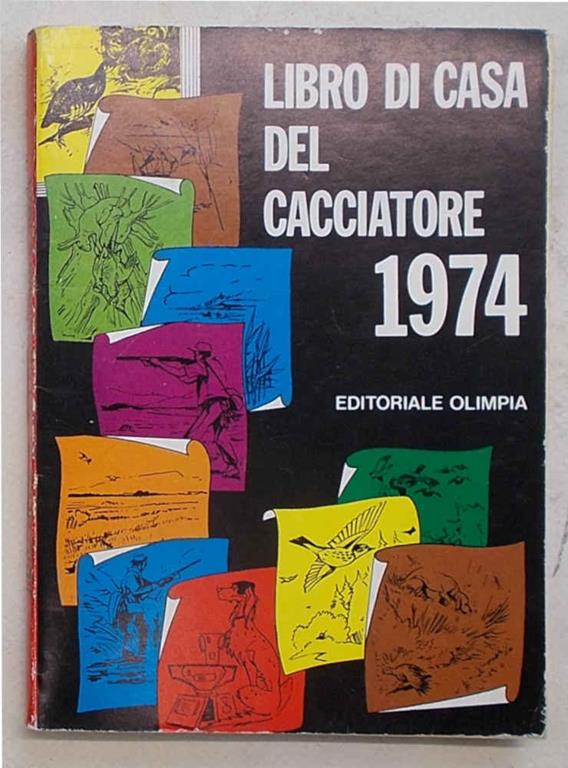 LIBRO DI CASA
DEL
CACCIATORE
1974
EDITORIALE OLIMPIA